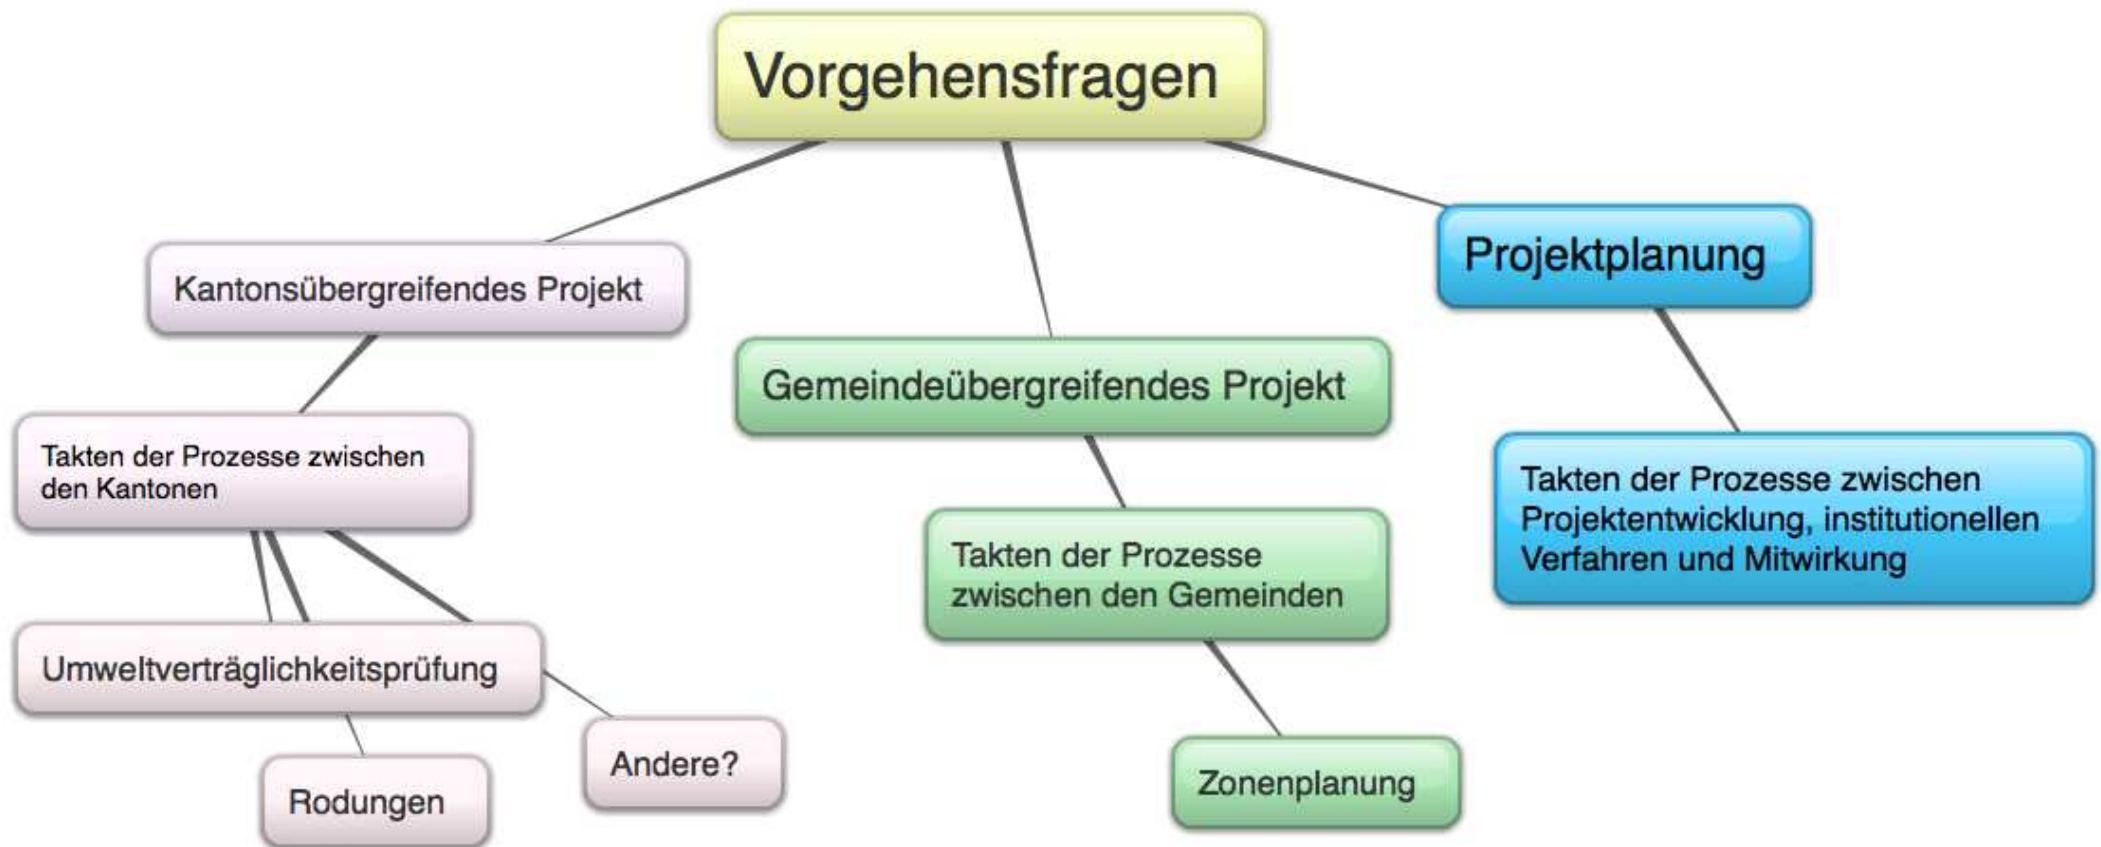 Vorgehensfragen
Kantonsübergreifendes Projekt
Takten der Prozesse zwischen
den Kantonen
Umweltverträglichkeitsprüfung
Rodungen
Andere?
Gemeindeübergreifendes Projekt
Takten der Prozesse
zwischen den Gemeinden
Zonenplanung
Projektplanung
Takten der Prozesse zwischen
Projektentwicklung, institutionellen
Verfahren und Mitwirkung